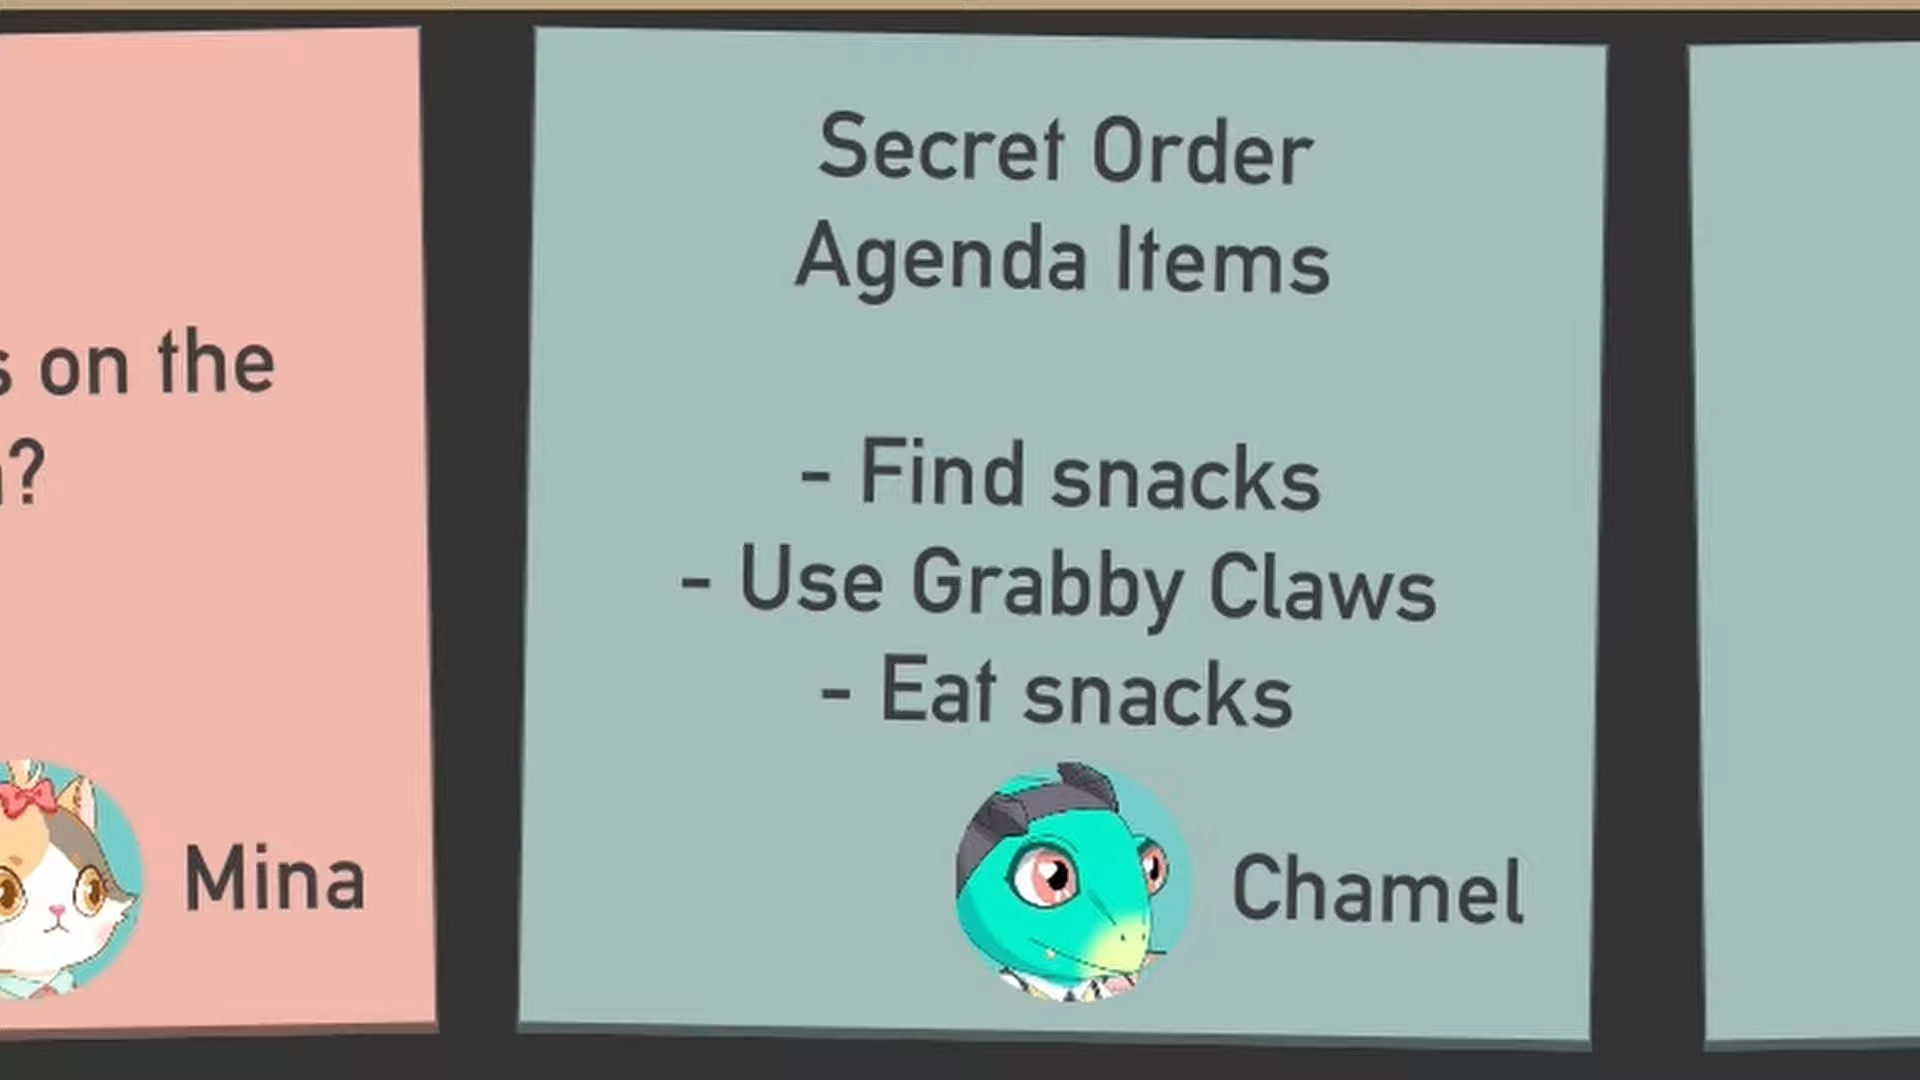 on the
?
Mina
Secret Order
Agenda Items
- Find snacks
- Use Grabby Claws
- Eat snacks
Chamel